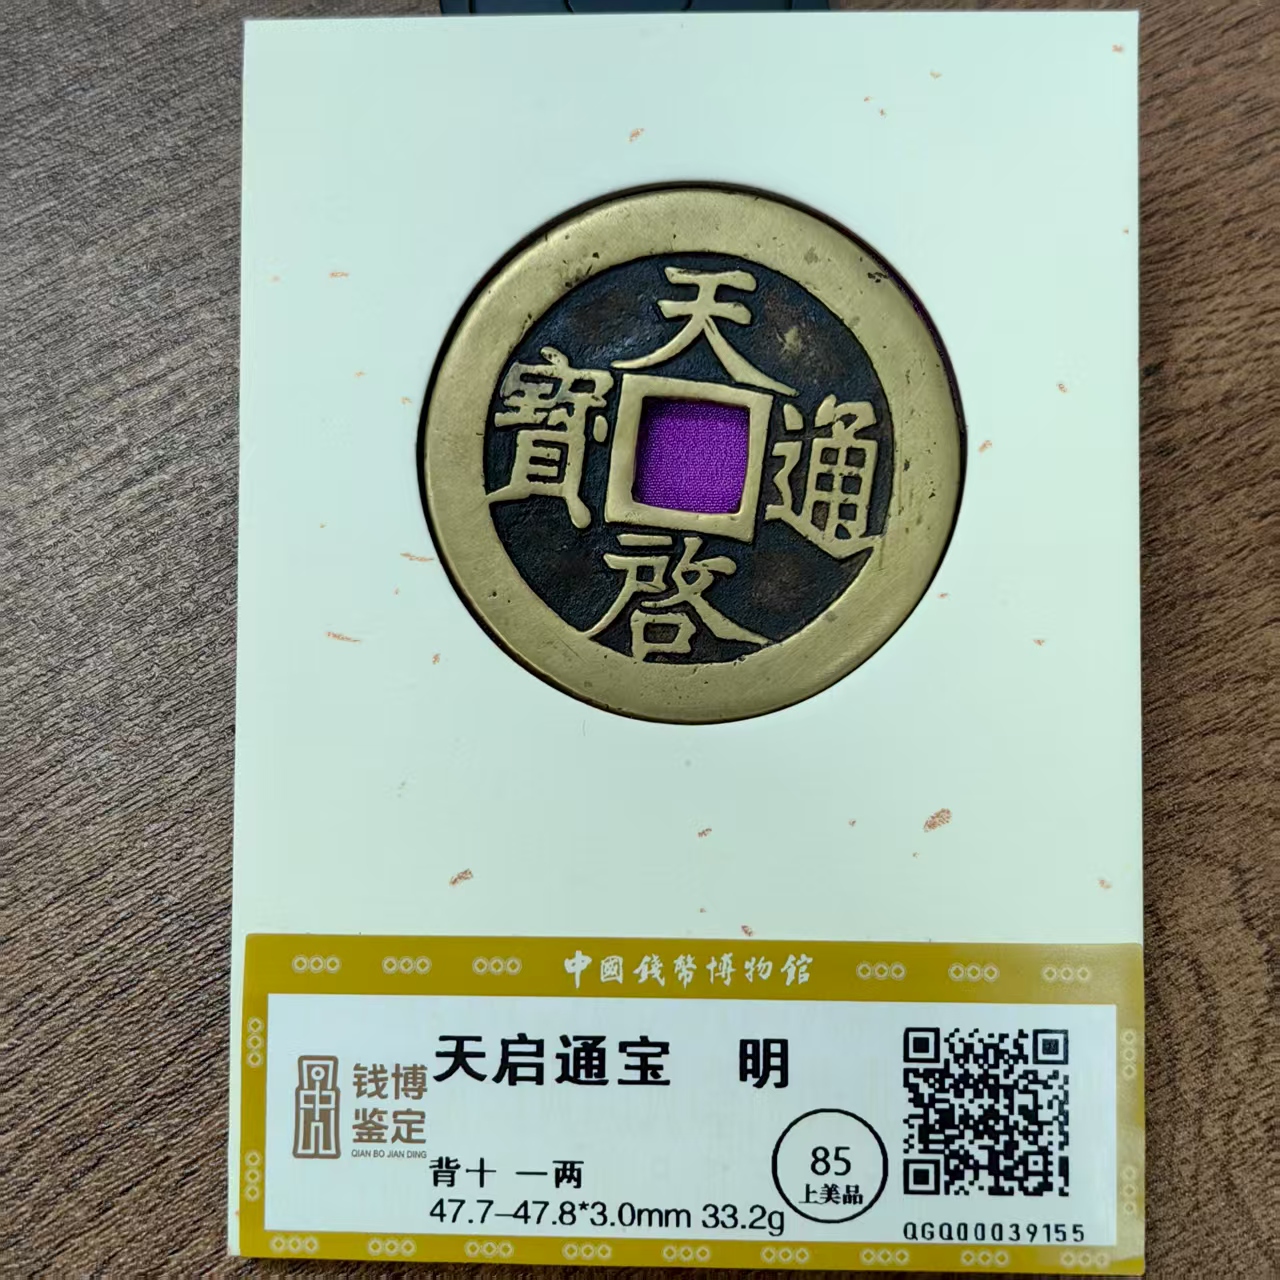 天
寶 通
啓
中國錢幣博物館
天启通宝 明
钱博
鉴定
QIAN BO JIAN DING
背十 一两
47.7–47.8*3.0mm 33.2g
85
上美品
QGQ00039155